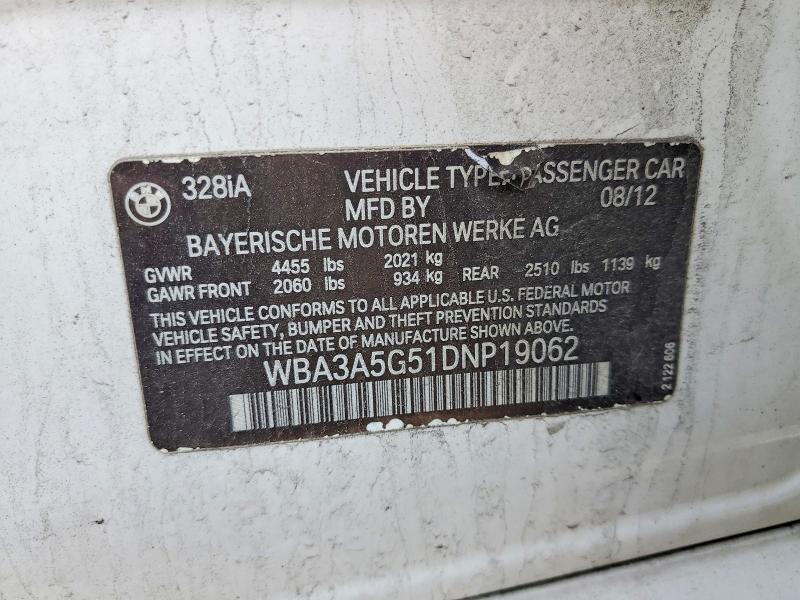 BMW
328iA VEHICLE TYPE: PASSENGER CAR
MFD BY 08/12
BAYERISCHE MOTOREN WERKE AG
GVWR 4455 lbs 2021 kg
GAWR FRONT 2060 lbs 934 kg REAR 2510 lbs 1139 kg
THIS VEHICLE CONFORMS TO ALL APPLICABLE U.S. FEDERAL MOTOR
VEHICLE SAFETY, BUMPER AND THEFT PREVENTION STANDARDS
IN EFFECT ON THE DATE OF MANUFACTURE SHOWN ABOVE.
WBA3A5G51DNP19062
2 122 606